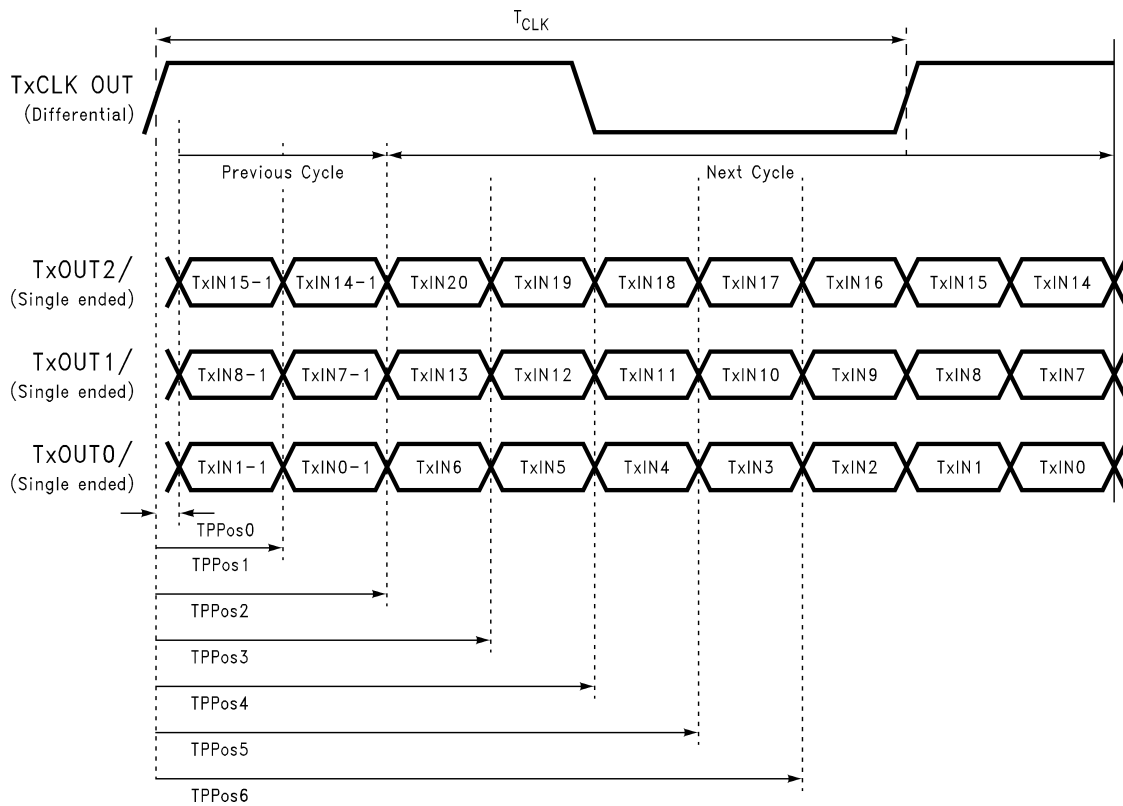 TCLK
TxCLK OUT
(Differential)
Previous Cycle
Next Cycle
TxOUT2/
(Single ended)
TxIN15-1 TxIN14-1 TxIN20 TxIN19 TxIN18 TxIN17 TxIN16 TxIN15 TxIN14
TxOUT1/
(Single ended)
TxIN8-1 TxIN7-1 TxIN13 TxIN12 TxIN11 TxIN10 TxIN9 TxIN8 TxIN7
TxOUT0/
(Single ended)
TxIN1-1 TxIN0-1 TxIN6 TxIN5 TxIN4 TxIN3 TxIN2 TxIN1 TxIN0
TPPos0
TPPos1
TPPos2
TPPos3
TPPos4
TPPos5
TPPos6